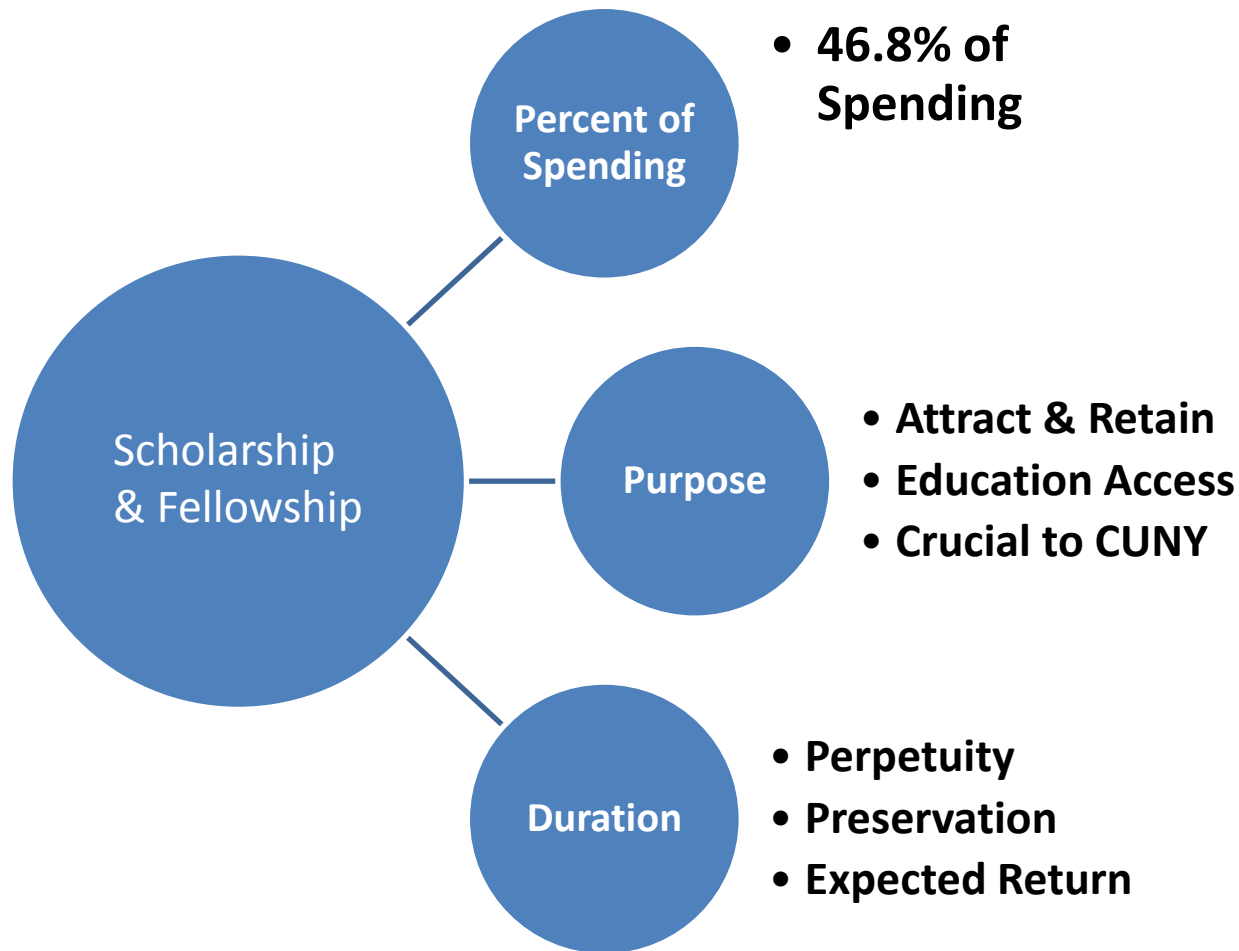 Scholarship
& Fellowship
Percent of
Spending
• 46.8% of
Spending
Purpose
• Attract & Retain
• Education Access
• Crucial to CUNY
Duration
• Perpetuity
• Preservation
• Expected Return